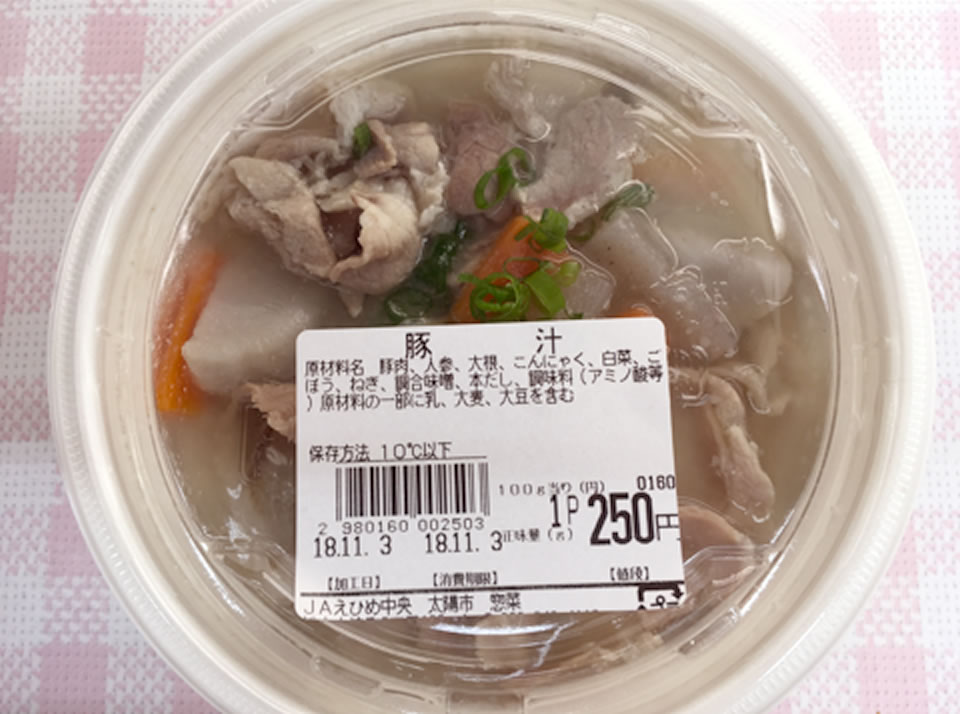 豚 汁
原材料名 豚肉、人参、大根、こんにゃく、白菜、ご
ぼう、ねぎ、調合味噌、本だし、調味料(アミノ酸等
)原材料の一部に乳、大麦、大豆を含む
保存方法 10℃以下
100g当り(円) 0160
1P 250円
2 980160 002503
正味量(g)
18.11. 3 18.11. 3
【加工日】 【消費期限】 【値段】
JAえひめ中央 太陽市 惣菜